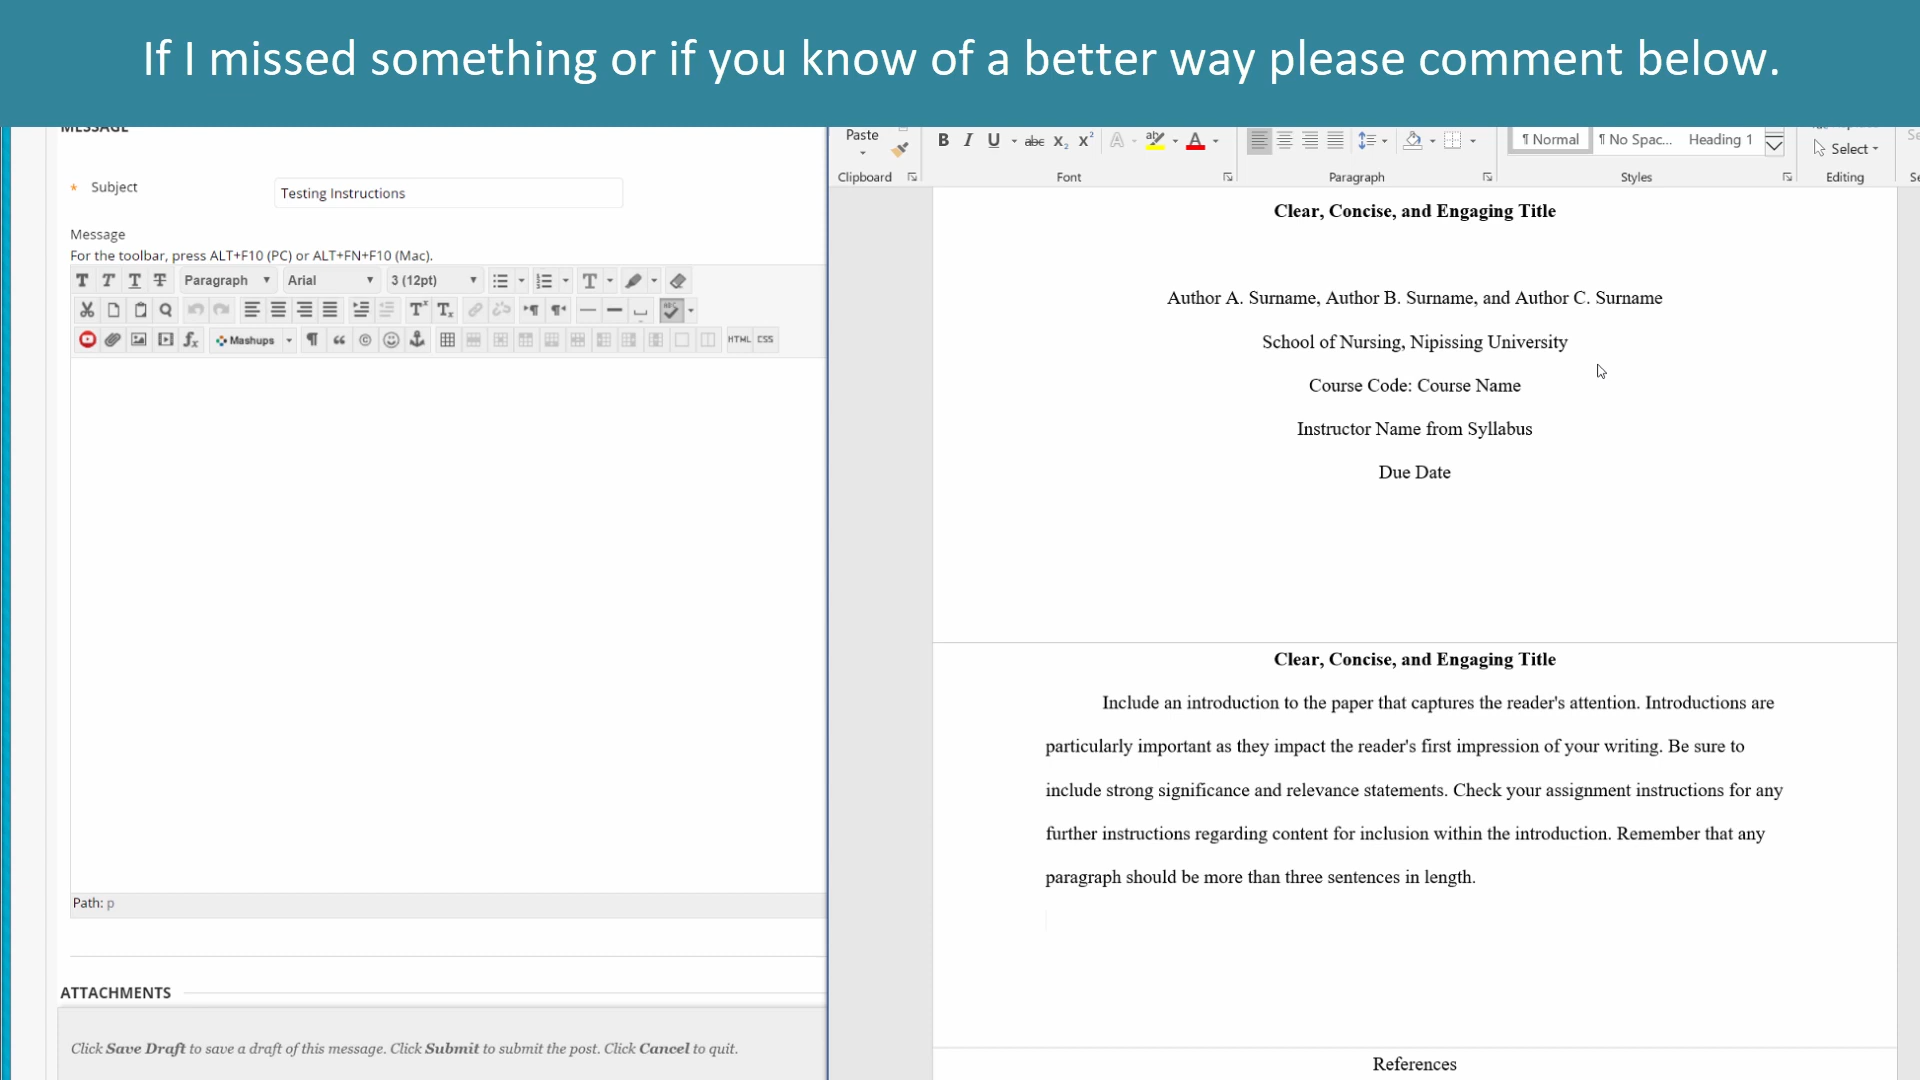 If I missed something or if you know of a better way please comment below.
MESSAGE
* Subject
Testing Instructions
Message
For the toolbar, press ALT+F10 (PC) or ALT+FN+F10 (Mac).
T T T T Paragraph Arial 3 (12pt)
Mashups HTML CSS
Path: p
ATTACHMENTS
Click Save Draft to save a draft of this message. Click Submit to submit the post. Click Cancel to quit.
Paste
B I U abc X₂ X² A ab A
¶ Normal ¶ No Spac... Heading 1
Select
Clipboard Font Paragraph Styles Editing
Clear, Concise, and Engaging Title
Author A. Surname, Author B. Surname, and Author C. Surname
School of Nursing, Nipissing University
Course Code: Course Name
Instructor Name from Syllabus
Due Date
Clear, Concise, and Engaging Title
Include an introduction to the paper that captures the reader's attention. Introductions are
particularly important as they impact the reader's first impression of your writing. Be sure to
include strong significance and relevance statements. Check your assignment instructions for any
further instructions regarding content for inclusion within the introduction. Remember that any
paragraph should be more than three sentences in length.
References